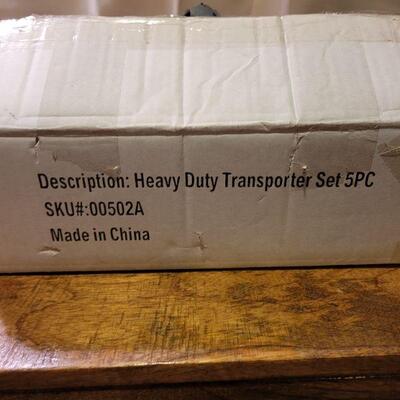 Description: Heavy Duty Transporter Set 5PC
SKU#:00502A
Made in China